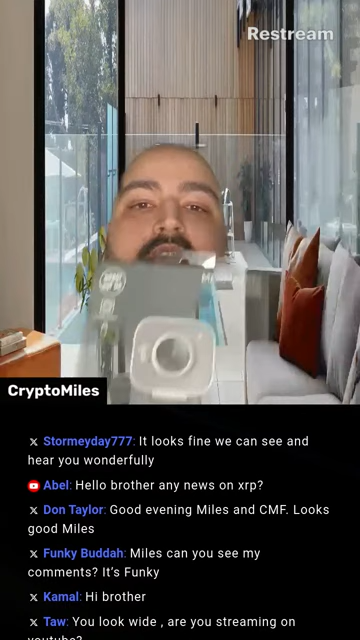 Restream
CryptoMiles
Stormeyday777: It looks fine we can see and
hear you wonderfully
Abel: Hello brother any news on xrp?
Don Taylor: Good evening Miles and CMF. Looks
good Miles
Funky Buddah: Miles can you see my
comments? It's Funky
Kamal: Hi brother
Taw: You look wide , are you streaming on
youtube?